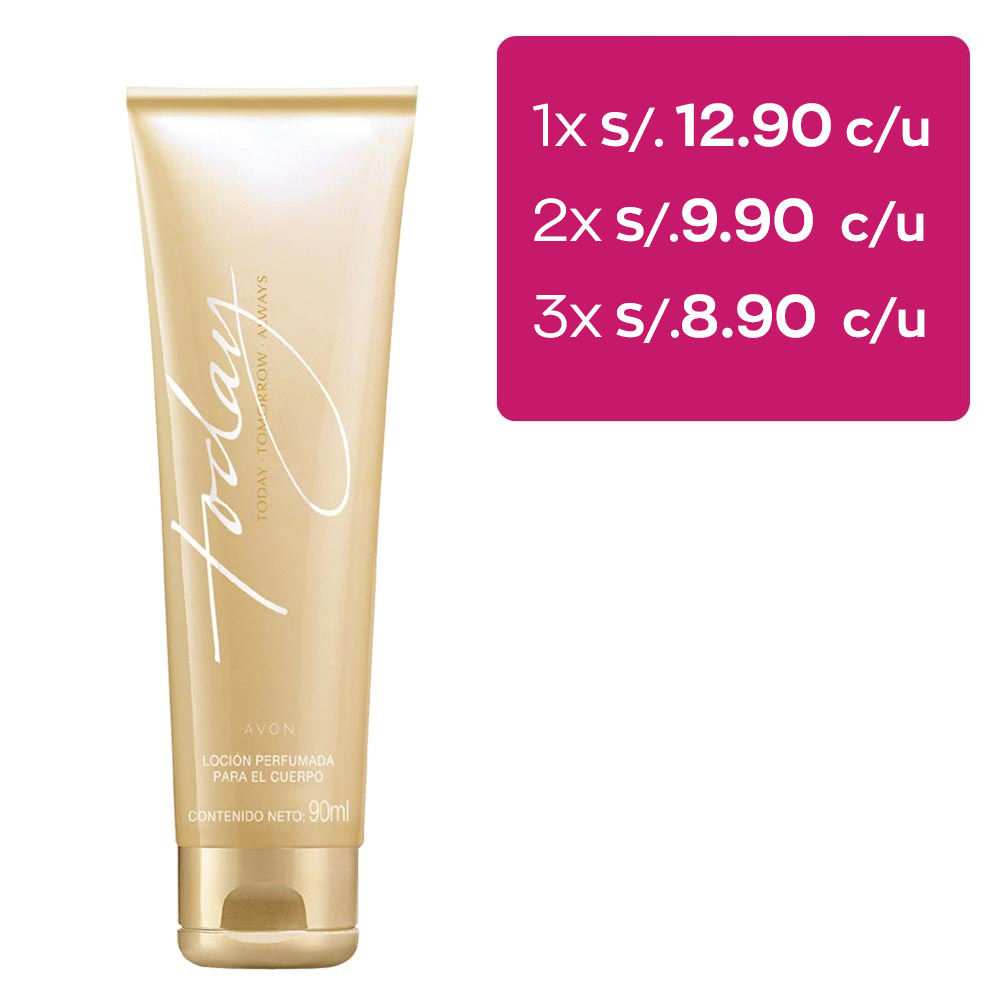 today
TODAY · TOMORROW · ALWAYS
AVON
LOCIÓN PERFUMADA
PARA EL CUERPO
CONTENIDO NETO: 90ml
1x S/. 12.90 c/u
2x S/.9.90 c/u
3x S/.8.90 c/u